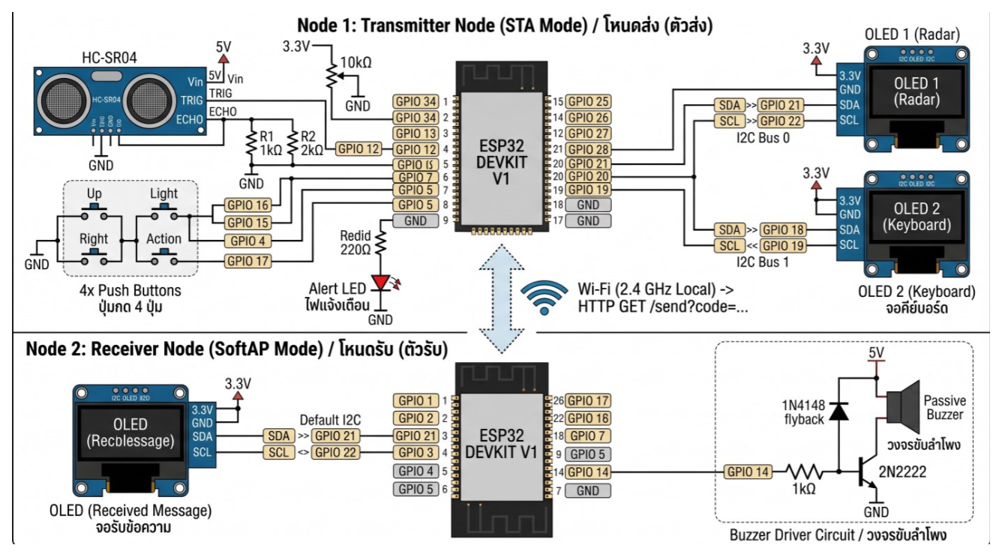 Node 1: Transmitter Node (STA Mode) / โหนดส่ง (ตัวส่ง)
HC-SR04
5V
Vin
5V
Vin
TRIG
TRIG
ECHO
ECHO
HC-SR04
Vin
TRIG
GND
GND
R1
1kΩ
R2
2kΩ
GND
3.3V
10kΩ
GND
GPIO 12
GPIO 34 1
GPIO 34 2
GPIO 13 3
GPIO 12 4
5
GPIO 7 6
GPIO 5 7
GPIO 5 8
GND 9
ESP32
DEVKIT
V1
15 GPIO 25
14 GPIO 26
12 GPIO 27
21 GPIO 28
20 GPIO 21
20 GPIO 20
19 GPIO 19
18 GND
17 GND
OLED 1 (Radar)
3.3V
I2C OLED I2C
3.3V
GND
SDA
SCL
OLED 1
(Radar)
SDA >> GPIO 21
SCL >> GPIO 22
I2C Bus 0
3.3V
I2C OLED I2C
3.3V
GND
SDA
SCL
OLED 2
(Keyboard)
SDA >> GPIO 18
SCL << GPIO 19
I2C Bus 1
OLED 2 (Keyboard)
จอคีย์บอร์ด
Up
Light
Right
Action
GND
GPIO 16
GPIO 15
GPIO 4
GPIO 17
4x Push Buttons
ปุ่มกด 4 ปุ่ม
Redid
220Ω
Alert LED
ไฟแจ้งเตือน
GND
Wi-Fi (2.4 GHz Local) ->
HTTP GET /send?code=...
Node 2: Receiver Node (SoftAP Mode) / โหนดรับ (ตัวรับ)
3.3V
3.3V
GND
SDA
SCL
OLED
(Recblessage)
Default I2C
SDA >> GPIO 21
SCL <> GPIO 22
OLED (Received Message)
จอรับข้อความ
GPIO 1 1
GPIO 2 2
GPIO 21 3
GPIO 3 4
GPIO 4 5
GPIO 5 6
ESP32
DEVKIT V1
26 GPIO 17
22 GPIO 18
18 GPIO 7
9 GPIO 5
14 GPIO 14
7 GND
GPIO 14
1kΩ
5V
1N4148
flyback
Passive
Buzzer
วงจรขับลำโพง
2N2222
GND
Buzzer Driver Circuit / วงจรขับลำโพง